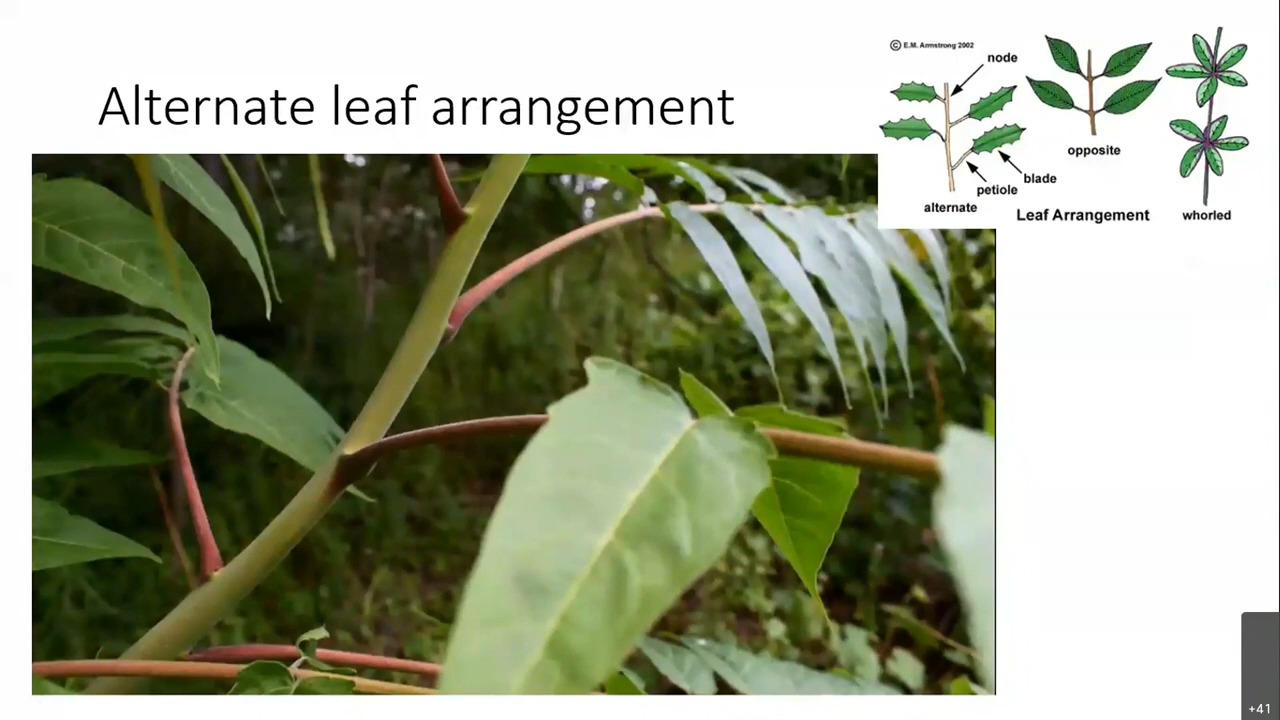 Alternate leaf arrangement
© E.M. Armstrong 2002
node
opposite
blade
petiole
alternate
Leaf Arrangement
whorled
+41